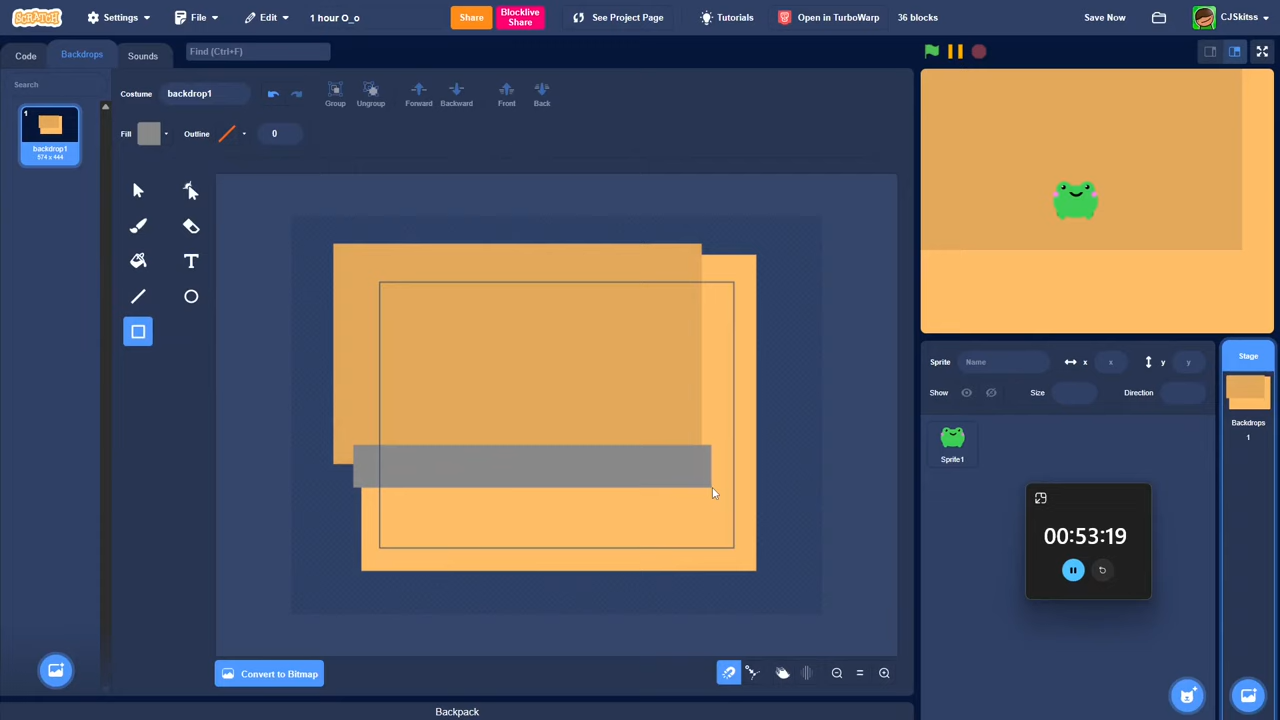 SCRATCH Settings File Edit 1 hour O_o Share Blocklive Share See Project Page Tutorials Open in TurboWarp 36 blocks Save Now CJSkitss
Code Backdrops Sounds Find (Ctrl+F)
Search
Costume backdrop1 Group Ungroup Forward Backward Front Back
Fill Outline 0
1
backdrop1
574 x 444
T
Convert to Bitmap
Backpack
Sprite Name x x y y
Show Size Direction
Sprite1
Stage
Backdrops
1
00:53:19